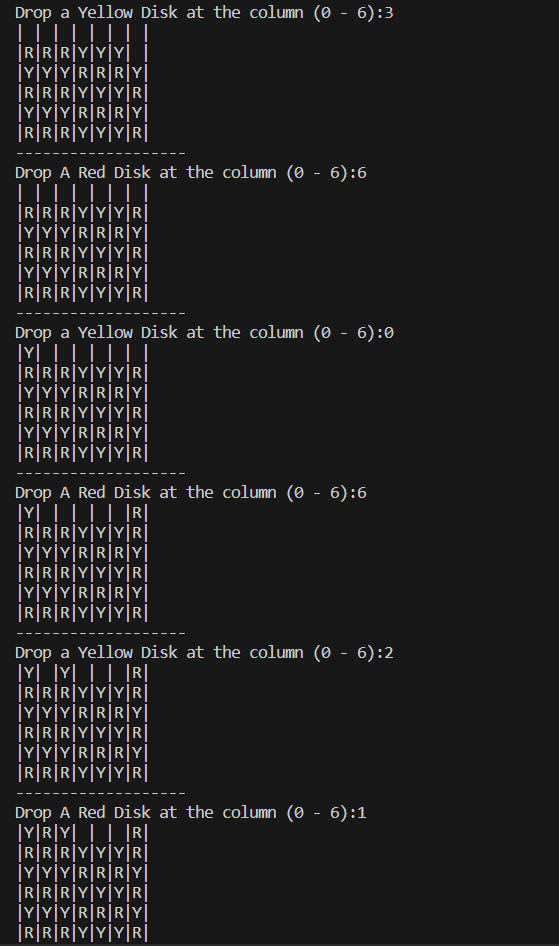 Drop a Yellow Disk at the column (0 - 6):3
| | | | | | | |
|R|R|R|Y|Y|Y| |
|Y|Y|Y|R|R|R|Y|
|R|R|R|Y|Y|Y|R|
|Y|Y|Y|R|R|R|Y|
|R|R|R|Y|Y|Y|R|
-------------------
Drop A Red Disk at the column (0 - 6):6
| | | | | | | |
|R|R|R|Y|Y|Y|R|
|Y|Y|Y|R|R|R|Y|
|R|R|R|Y|Y|Y|R|
|Y|Y|Y|R|R|R|Y|
|R|R|R|Y|Y|Y|R|
-------------------
Drop a Yellow Disk at the column (0 - 6):0
|Y| | | | | | |
|R|R|R|Y|Y|Y|R|
|Y|Y|Y|R|R|R|Y|
|R|R|R|Y|Y|Y|R|
|Y|Y|Y|R|R|R|Y|
|R|R|R|Y|Y|Y|R|
-------------------
Drop A Red Disk at the column (0 - 6):6
|Y| | | | | |R|
|R|R|R|Y|Y|Y|R|
|Y|Y|Y|R|R|R|Y|
|R|R|R|Y|Y|Y|R|
|Y|Y|Y|R|R|R|Y|
|R|R|R|Y|Y|Y|R|
-------------------
Drop a Yellow Disk at the column (0 - 6):2
|Y| |Y| | | |R|
|R|R|R|Y|Y|Y|R|
|Y|Y|Y|R|R|R|Y|
|R|R|R|Y|Y|Y|R|
|Y|Y|Y|R|R|R|Y|
|R|R|R|Y|Y|Y|R|
-------------------
Drop A Red Disk at the column (0 - 6):1
|Y|R|Y| | | |R|
|R|R|R|Y|Y|Y|R|
|Y|Y|Y|R|R|R|Y|
|R|R|R|Y|Y|Y|R|
|Y|Y|Y|R|R|R|Y|
|R|R|R|Y|Y|Y|R|